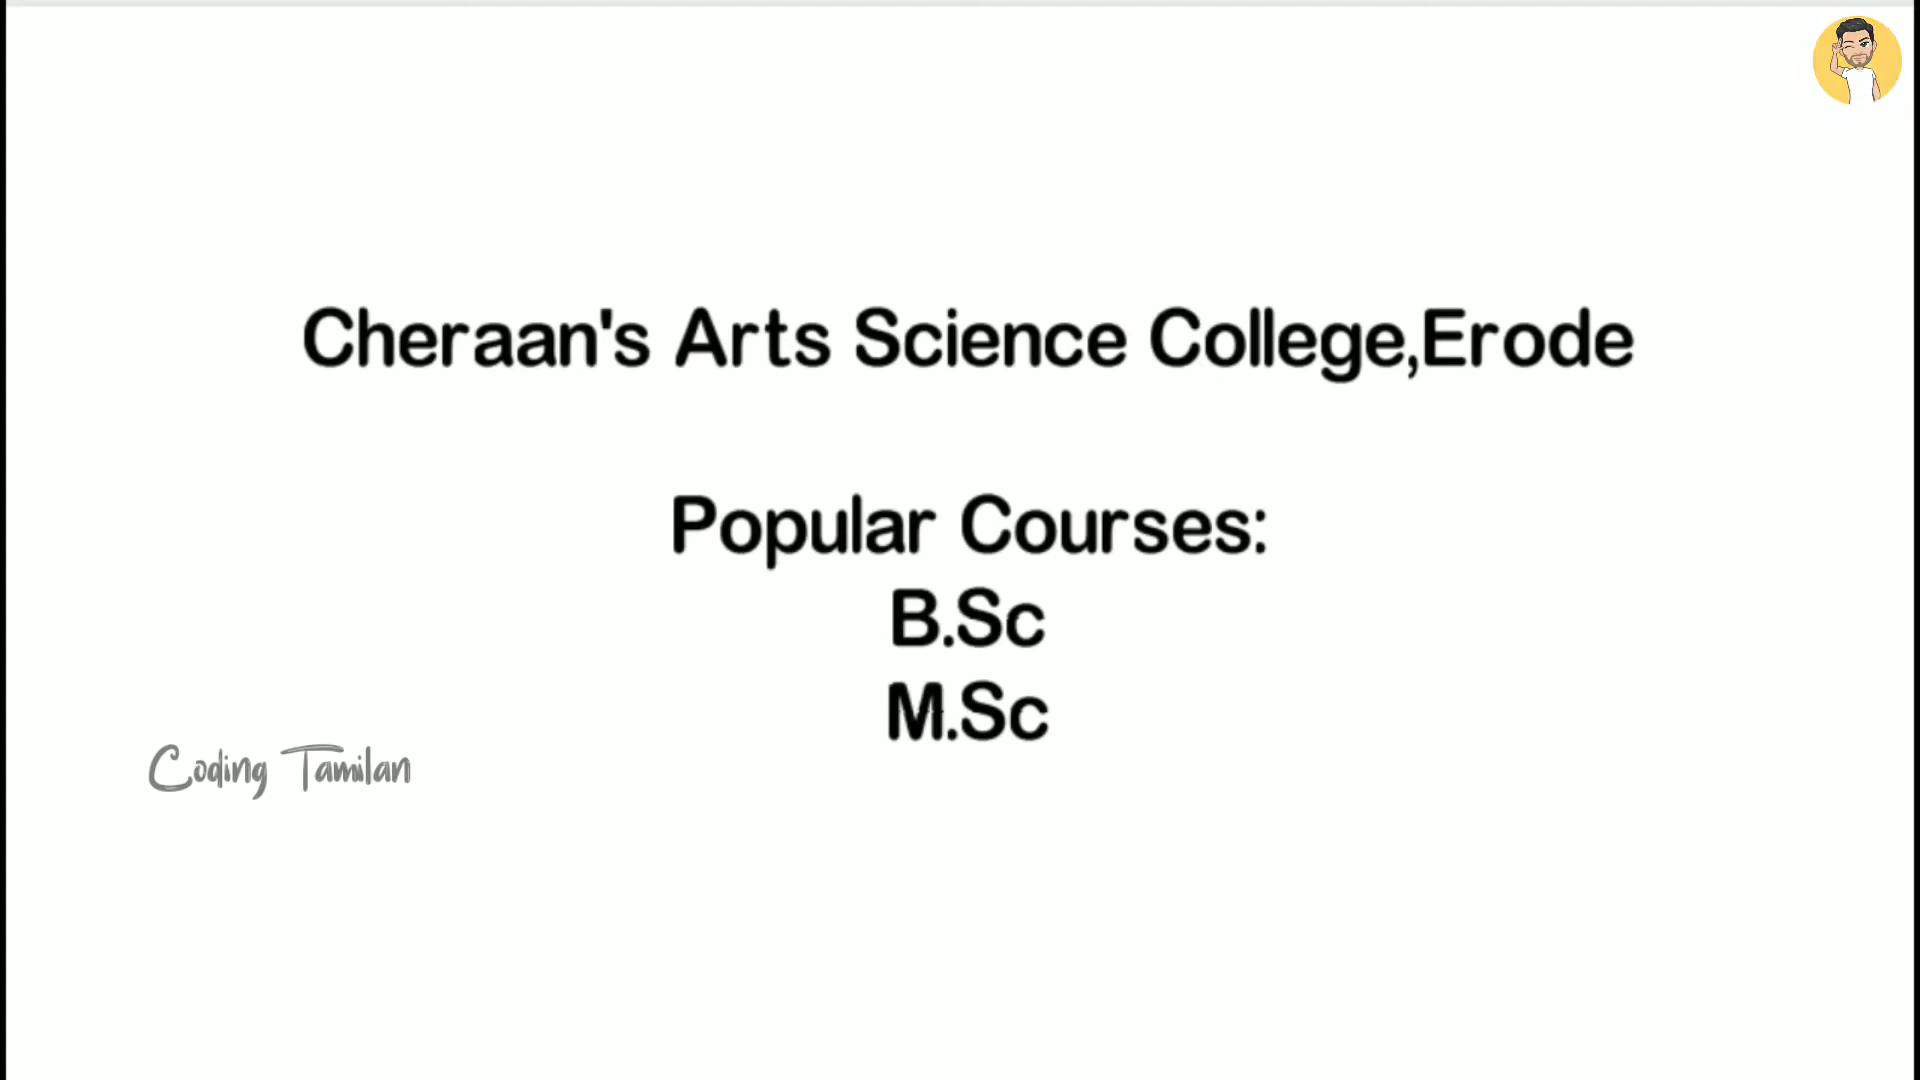 Cheraan's Arts Science College,Erode
Popular Courses:
B.Sc
M.Sc
Coding Tamilan